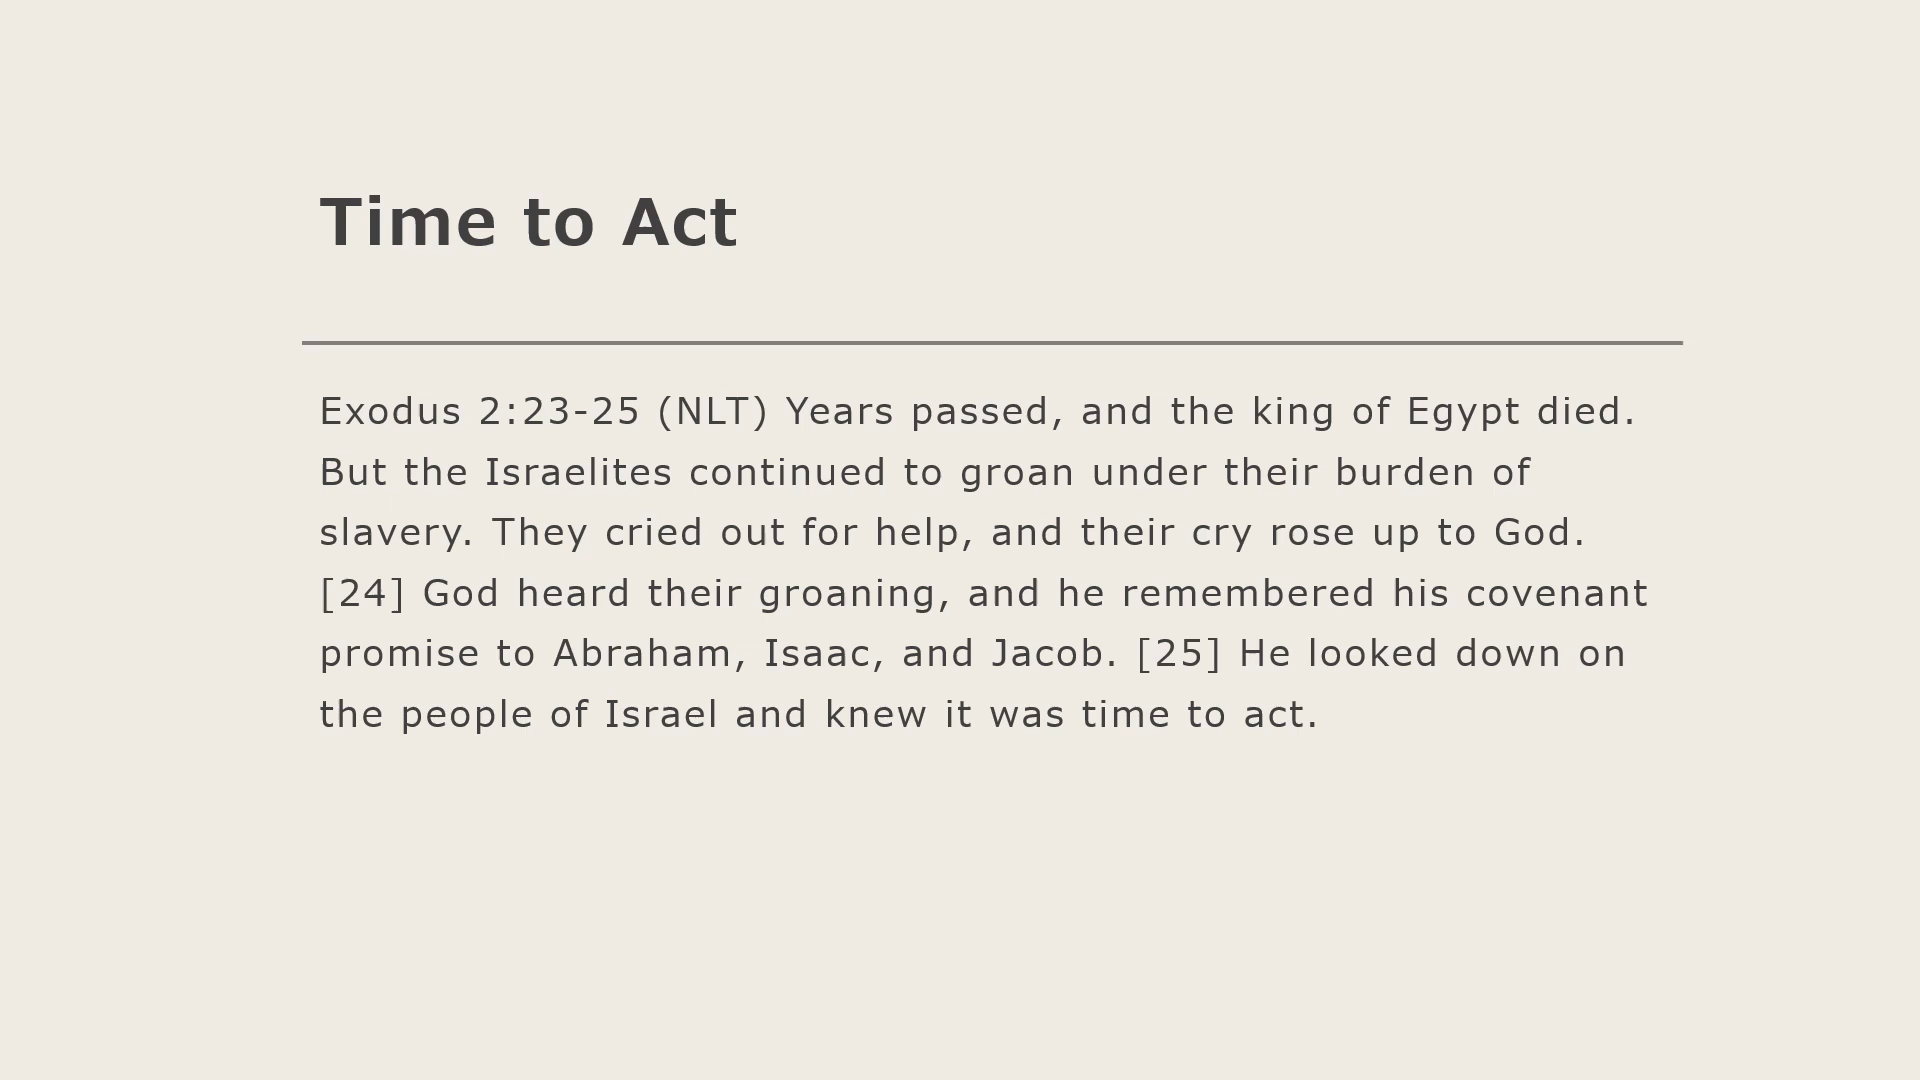 Time to Act
Exodus 2:23-25 (NLT) Years passed, and the king of Egypt died.
But the Israelites continued to groan under their burden of
slavery. They cried out for help, and their cry rose up to God.
[24] God heard their groaning, and he remembered his covenant
promise to Abraham, Isaac, and Jacob. [25] He looked down on
the people of Israel and knew it was time to act.